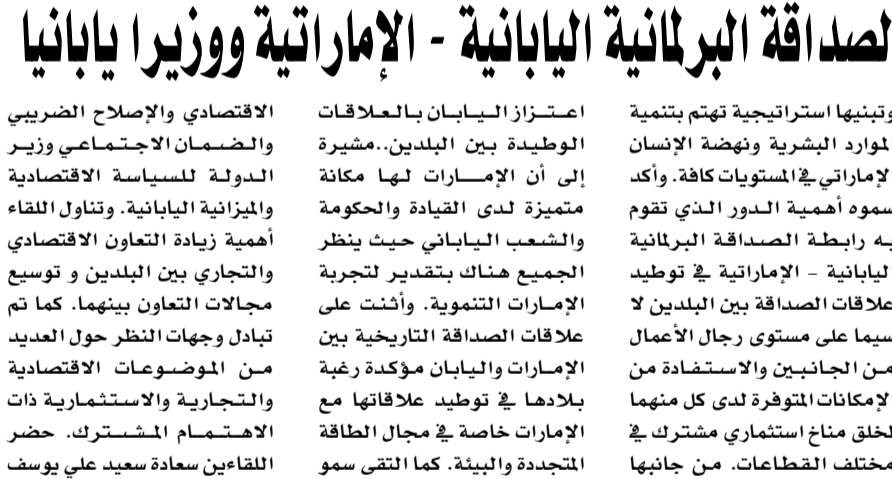 لصداقة البرلمانية اليابانية - الإماراتية ووزيرا يابانيا
وتبنيها استراتيجية تهتم بتنمية
لموارد البشرية ونهضة الإنسان
لإماراتي في المستويات كافة. وأكد
سموه أهمية الدور الذي تقوم
به رابطة الصداقة البرلمانية
ليابانية – الإماراتية في توطيد
علاقات الصداقة بين البلدين لا
سيما على مستوى رجال الأعمال
من الجانبين والاستفادة من
لإمكانات المتوفرة لدى كل منهما
لخلق مناخ استثماري مشترك في
مختلف القطاعات. من جانبها
اعتزاز اليابان بالعلاقات
الوطيدة بين البلدين..مشيرة
إلى أن الإمارات لها مكانة
متميزة لدى القيادة والحكومة
والشعب الياباني حيث ينظر
الجميع هناك بتقدير لتجربة
الإمارات التنموية. وأثنت على
علاقات الصداقة التاريخية بين
الإمارات واليابان مؤكدة رغبة
بلادها في توطيد علاقاتها مع
الإمارات خاصة في مجال الطاقة
المتجددة والبيئة. كما التقى سمو
الاقتصادي والإصلاح الضريبي
والضمان الاجتماعي وزير
الدولة للسياسة الاقتصادية
والميزانية اليابانية. وتناول اللقاء
أهمية زيادة التعاون الاقتصادي
والتجاري بين البلدين و توسيع
مجالات التعاون بينهما. كما تم
تبادل وجهات النظر حول العديد
من الموضوعات الاقتصادية
والتجارية والاستثمارية ذات
الاهتمام المشترك. حضر
اللقاءين سعادة سعيد علي يوسف